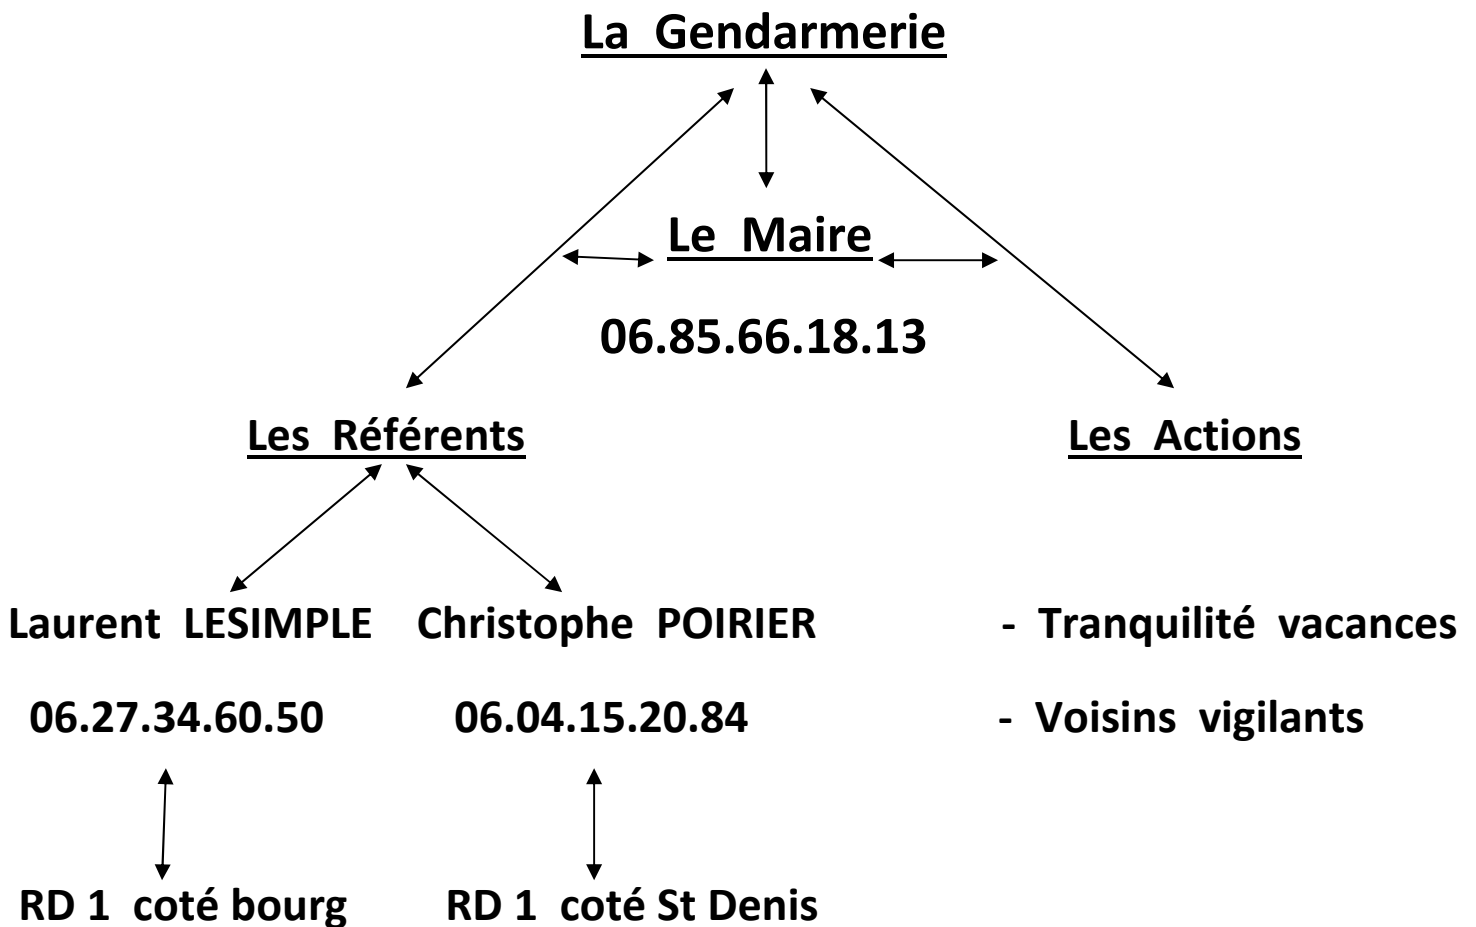 La Gendarmerie
Le Maire
06.85.66.18.13
Les Référents
Les Actions
Laurent LESIMPLE
Christophe POIRIER
- Tranquilité vacances
06.27.34.60.50
06.04.15.20.84
- Voisins vigilants
RD 1 coté bourg
RD 1 coté St Denis